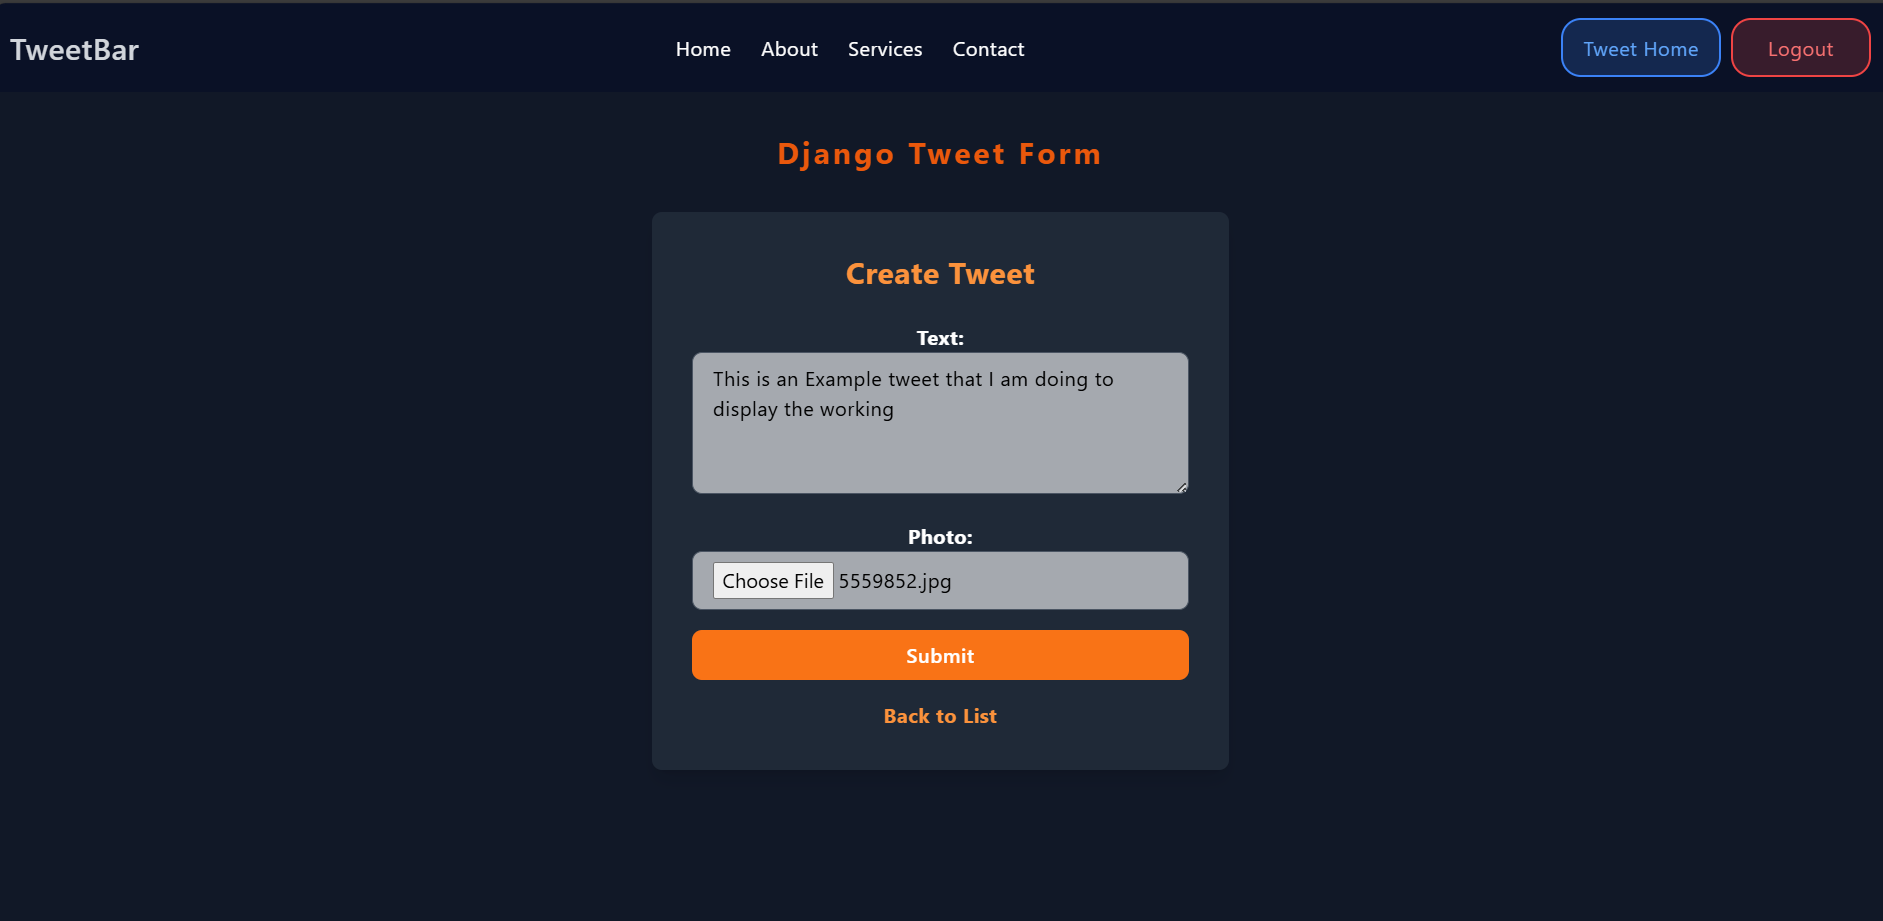 TweetBar
Home About Services Contact
Tweet Home
Logout
Django Tweet Form
Create Tweet
Text:
This is an Example tweet that I am doing to
display the working
Photo:
Choose File 5559852.jpg
Submit
Back to List